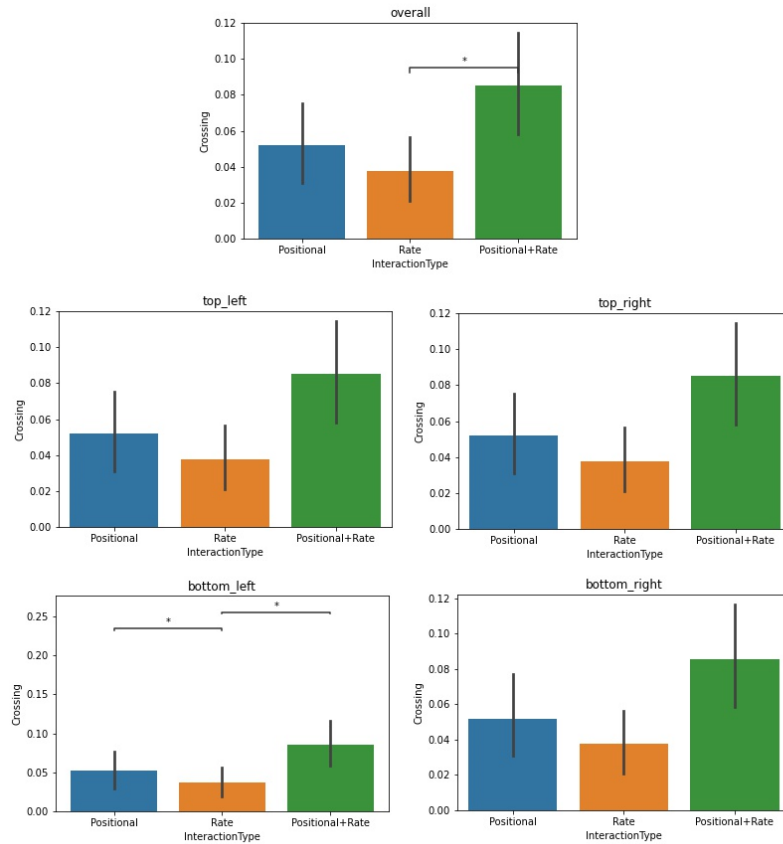 overall
0.12
0.10
0.08
0.06
0.04
0.02
0.00
Crossing
*
Positional Rate Positional+Rate
InteractionType
top_left
0.12
0.10
0.08
0.06
0.04
0.02
0.00
Crossing
Positional Rate Positional+Rate
InteractionType
top_right
0.12
0.10
0.08
0.06
0.04
0.02
0.00
Crossing
Positional Rate Positional+Rate
InteractionType
bottom_left
0.25
0.20
0.15
0.10
0.05
0.00
Crossing
* *
Positional Rate Positional+Rate
InteractionType
bottom_right
0.12
0.10
0.08
0.06
0.04
0.02
0.00
Crossing
Positional Rate Positional+Rate
InteractionType